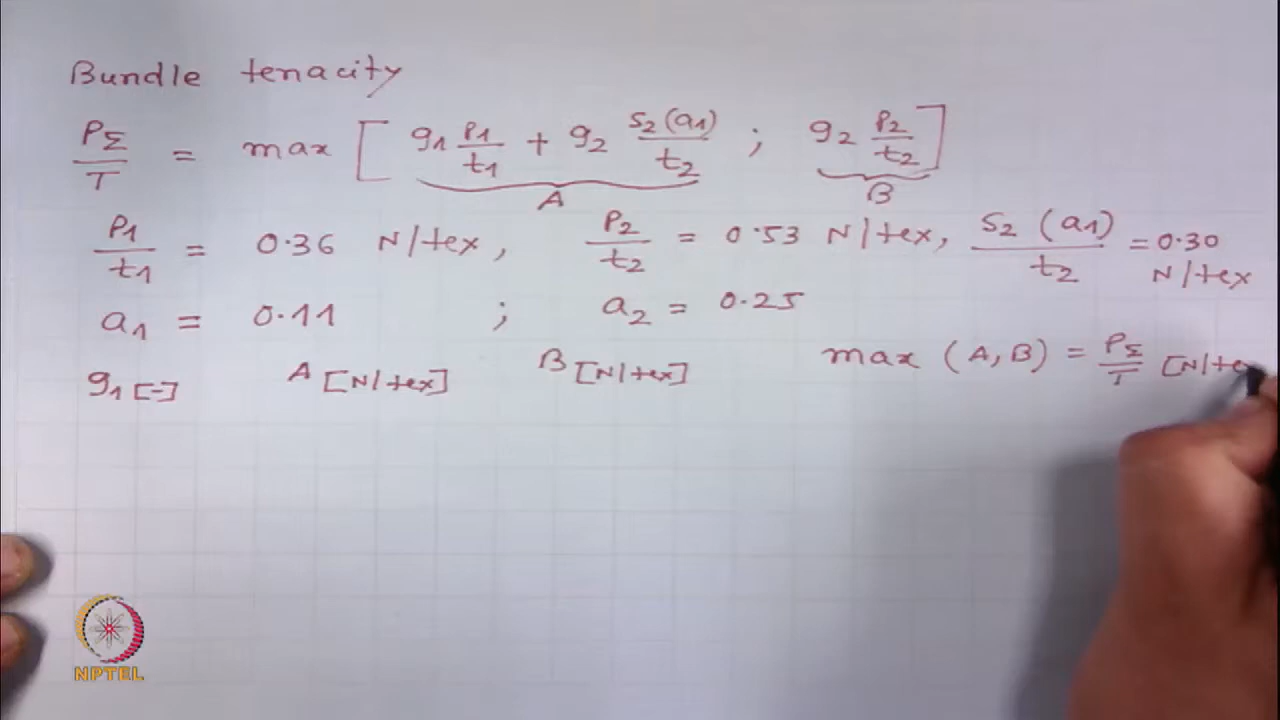 Bundle tenacity
PΣ/T = max [ g1 p1/t1 + g2 s2(a1)/t2 ; g2 p2/t2 ]
A B
p1/t1 = 0.36 N/tex, p2/t2 = 0.53 N/tex, s2(a1)/t2 = 0.30 N/tex
a1 = 0.11 ; a2 = 0.25
g1 [-] A [N/tex] B [N/tex] max (A, B) = PΣ/T [N/te
NPTEL